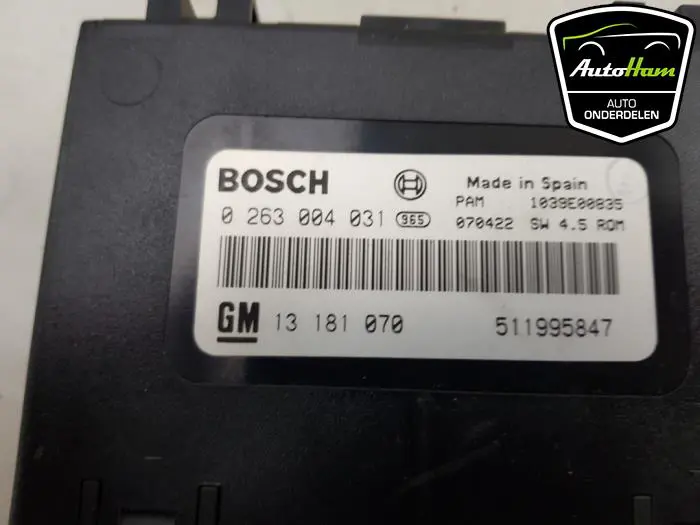 AutoHam
AUTO
ONDERDELEN
BOSCH Made in Spain
PAM 1039E00835
0 263 004 031 965 070422 SW 4.5 ROM
GM 13 181 070 511995847